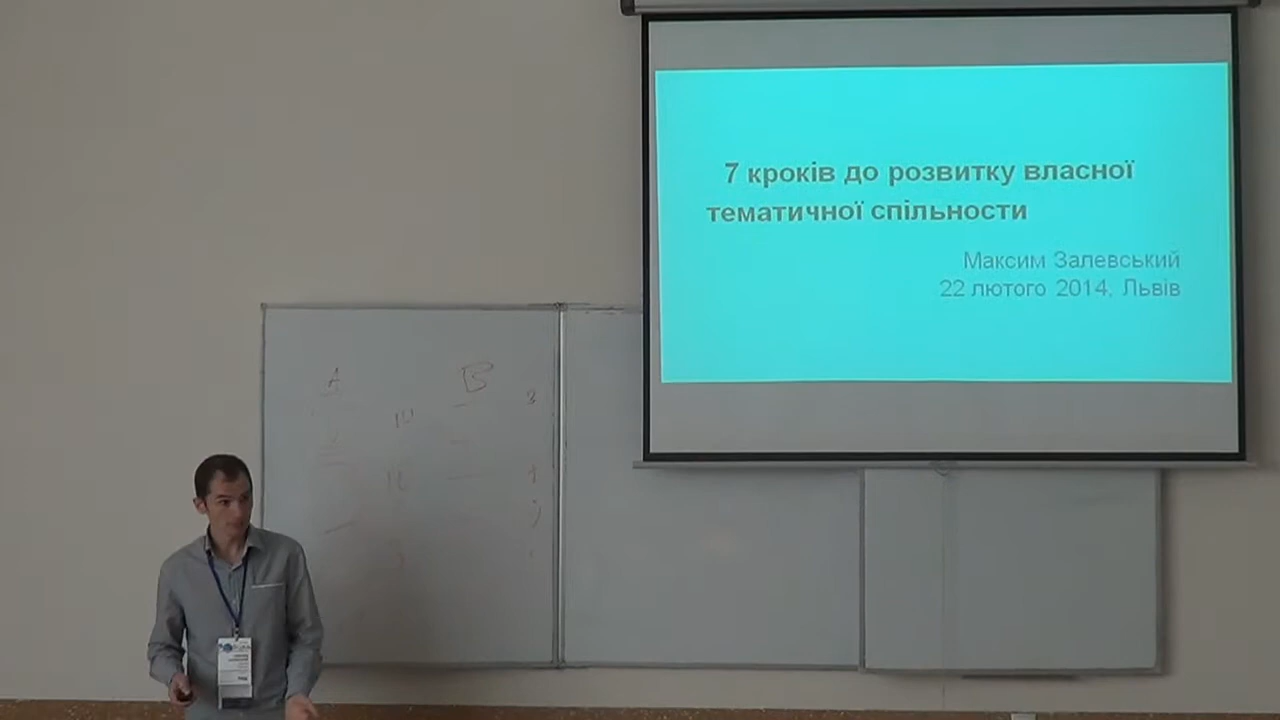 7 кроків до розвитку власної
тематичної спільности
Максим Залевський
22 лютого 2014, Львів
A
B